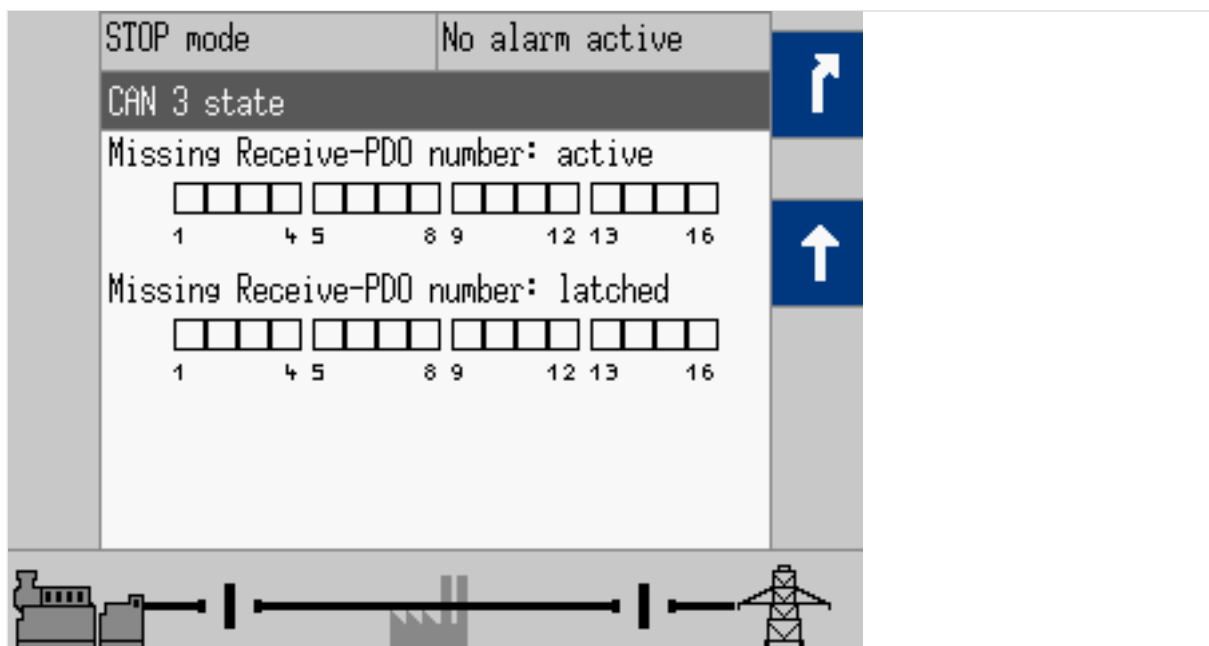 STOP mode No alarm active
CAN 3 state
Missing Receive-PDO number: active
1 4 5 8 9 12 13 16
Missing Receive-PDO number: latched
1 4 5 8 9 12 13 16